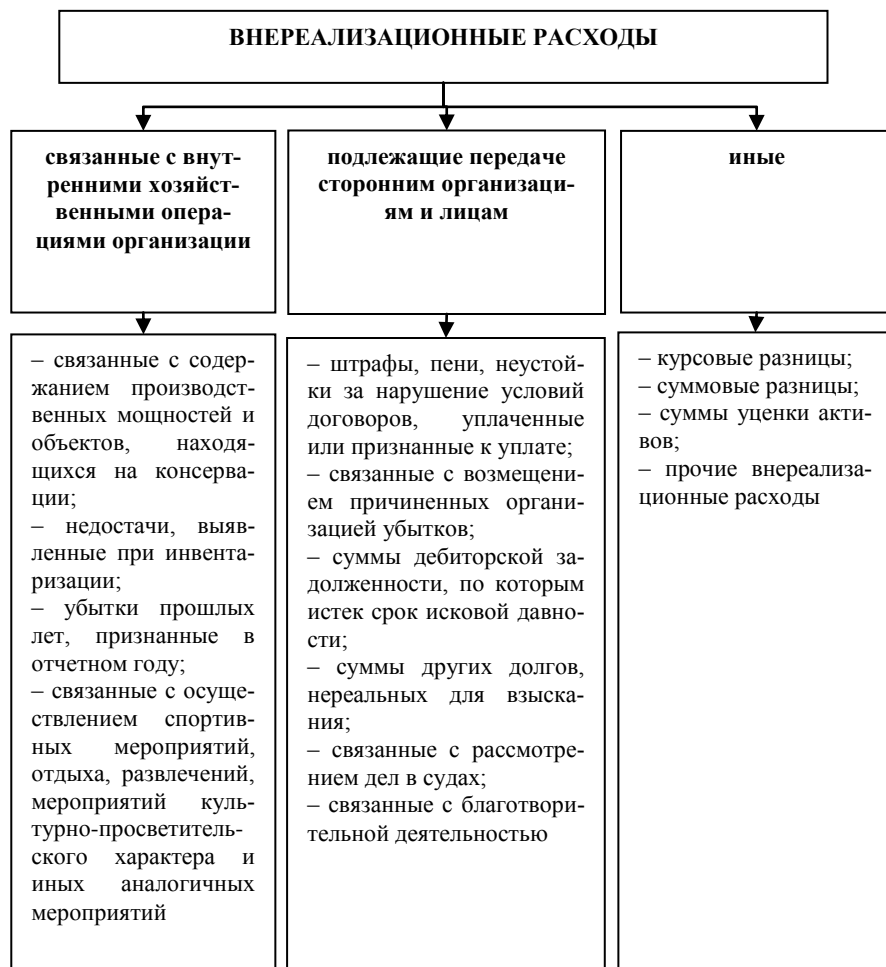 ВНЕРЕАЛИЗАЦИОННЫЕ РАСХОДЫ
связанные с внут-
ренними хозяйст-
венными опера-
циями организации
подлежащие передаче
сторонним организаци-
ям и лицам
иные
– связанные с содер-
жанием производст-
венных мощностей и
объектов, находя-
щихся на консерва-
ции;
– недостачи, выяв-
ленные при инвента-
ризации;
– убытки прошлых
лет, признанные в
отчетном году;
– связанные с осуще-
ствлением спортив-
ных мероприятий,
отдыха, развлечений,
мероприятий куль-
турно-просветитель-
ского характера и
иных аналогичных
мероприятий
– штрафы, пени, неустой-
ки за нарушение условий
договоров, уплаченные
или признанные к уплате;
– связанные с возмещени-
ем причиненных органи-
зацией убытков;
– суммы дебиторской за-
долженности, по которым
истек срок исковой давно-
сти;
– суммы других долгов,
нереальных для взыска-
ния;
– связанные с рассмотре-
нием дел в судах;
– связанные с благотвори-
тельной деятельностью
– курсовые разницы;
– суммовые разницы;
– суммы уценки акти-
вов;
– прочие внереализа-
ционные расходы